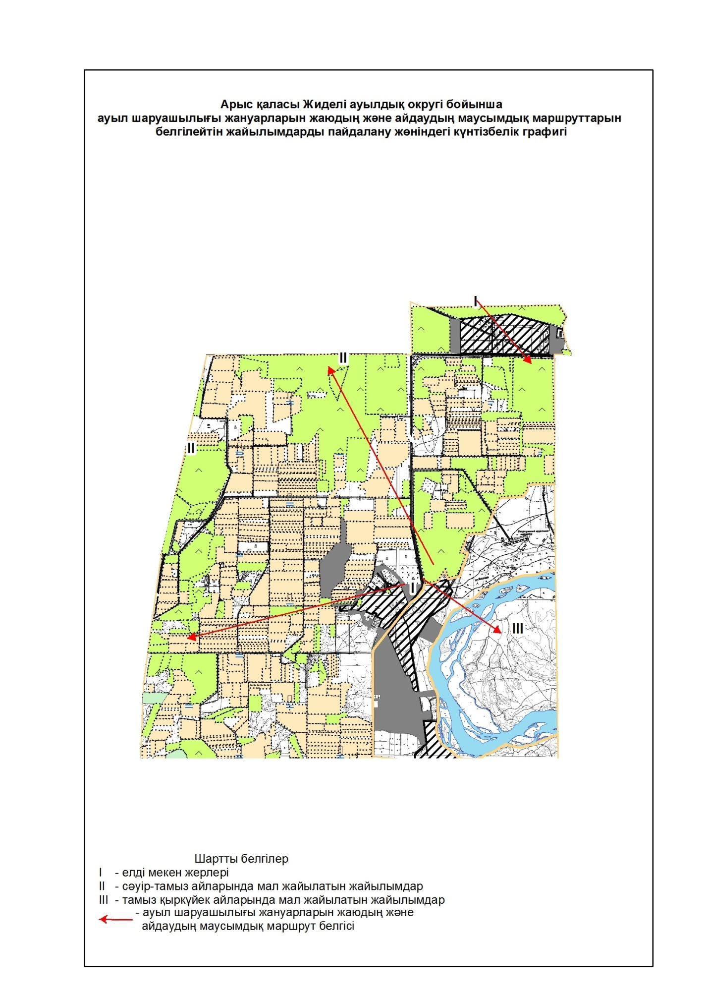 Арыс қаласы Жиделі ауылдық округі бойынша
ауыл шаруашылығы жануарларын жаюдың және айдаудың маусымдық маршруттарын
белгілейтін жайылымдарды пайдалану жөніндегі күнтізбелік графигі
I
II
II
I
III
Шартты белгілер
I - елді мекен жерлері
II - сәуір-тамыз айларында мал жайылатын жайылымдар
III - тамыз қыркүйек айларында мал жайылатын жайылымдар
- ауыл шаруашылығы жануарларын жаюдың және
айдаудың маусымдық маршрут белгісі